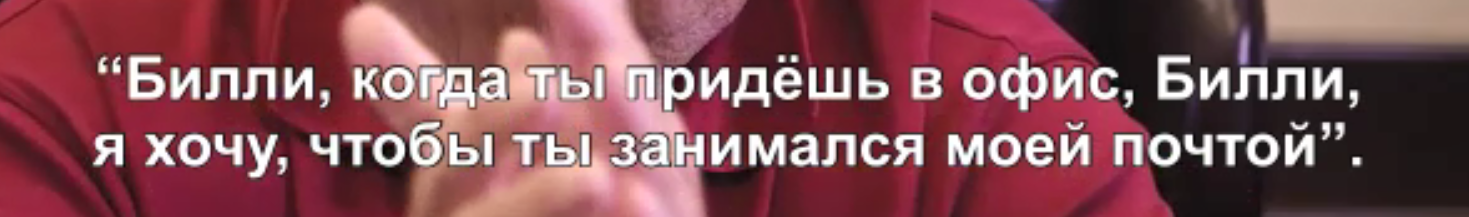 “Билли, когда ты придёшь в офис, Билли,
я хочу, чтобы ты занимался моей почтой”.